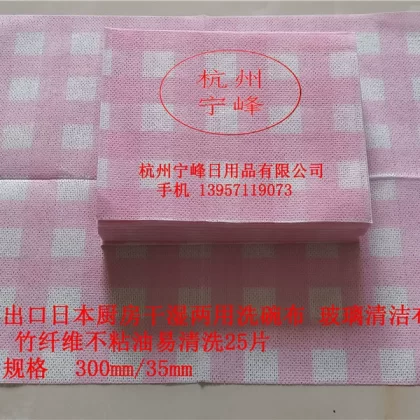 杭州
宁峰
杭州宁峰日用品有限公司
手机 13957119073
出口日本厨房干湿两用洗碗布 玻璃清洁布
竹纤维不粘油易清洗25片
规格 300mm/35mm